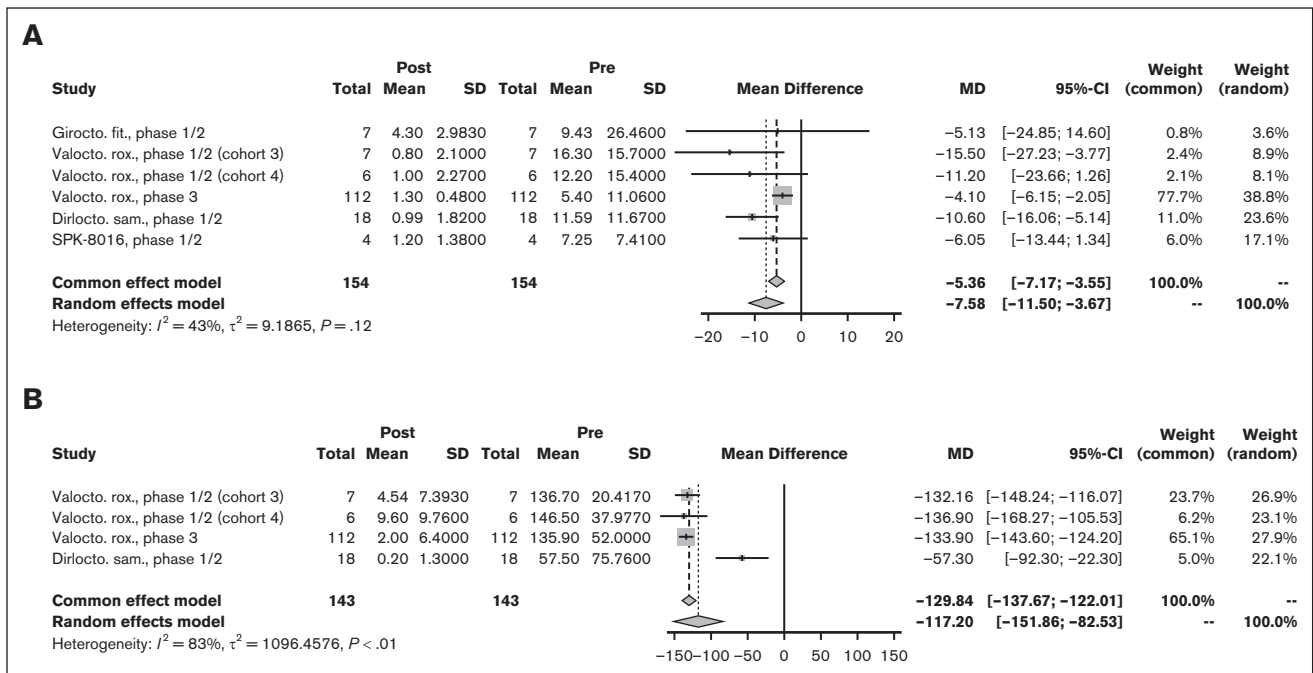 A
Post Pre Weight Weight
Study Total Mean SD Total Mean SD Mean Difference MD 95%-CI (common) (random)
Girocto. fit., phase 1/2 7 4.30 2.9830 7 9.43 26.4600 −5.13 [−24.85; 14.60] 0.8% 3.6%
Valocto. rox., phase 1/2 (cohort 3) 7 0.80 2.1000 7 16.30 15.7000 −15.50 [−27.23; −3.77] 2.4% 8.9%
Valocto. rox., phase 1/2 (cohort 4) 6 1.00 2.2700 6 12.20 15.4000 −11.20 [−23.66; 1.26] 2.1% 8.1%
Valocto. rox., phase 3 112 1.30 0.4800 112 5.40 11.0600 −4.10 [−6.15; −2.05] 77.7% 38.8%
Dirlocto. sam., phase 1/2 18 0.99 1.8200 18 11.59 11.6700 −10.60 [−16.06; −5.14] 11.0% 23.6%
SPK-8016, phase 1/2 4 1.20 1.3800 4 7.25 7.4100 −6.05 [−13.44; 1.34] 6.0% 17.1%
Common effect model 154 154 −5.36 [−7.17; −3.55] 100.0% --
Random effects model −7.58 [−11.50; −3.67] -- 100.0%
Heterogeneity: I² = 43%, τ² = 9.1865, P = .12
−20 −10 0 10 20
B
Post Pre Weight Weight
Study Total Mean SD Total Mean SD Mean Difference MD 95%-CI (common) (random)
Valocto. rox., phase 1/2 (cohort 3) 7 4.54 7.3930 7 136.70 20.4170 −132.16 [−148.24; −116.07] 23.7% 26.9%
Valocto. rox., phase 1/2 (cohort 4) 6 9.60 9.7600 6 146.50 37.9770 −136.90 [−168.27; −105.53] 6.2% 23.1%
Valocto. rox., phase 3 112 2.00 6.4000 112 135.90 52.0000 −133.90 [−143.60; −124.20] 65.1% 27.9%
Dirlocto. sam., phase 1/2 18 0.20 1.3000 18 57.50 75.7600 −57.30 [−92.30; −22.30] 5.0% 22.1%
Common effect model 143 143 −129.84 [−137.67; −122.01] 100.0% --
Random effects model −117.20 [−151.86; −82.53] -- 100.0%
Heterogeneity: I² = 83%, τ² = 1096.4576, P < .01
−150 −100 −50 0 50 100 150